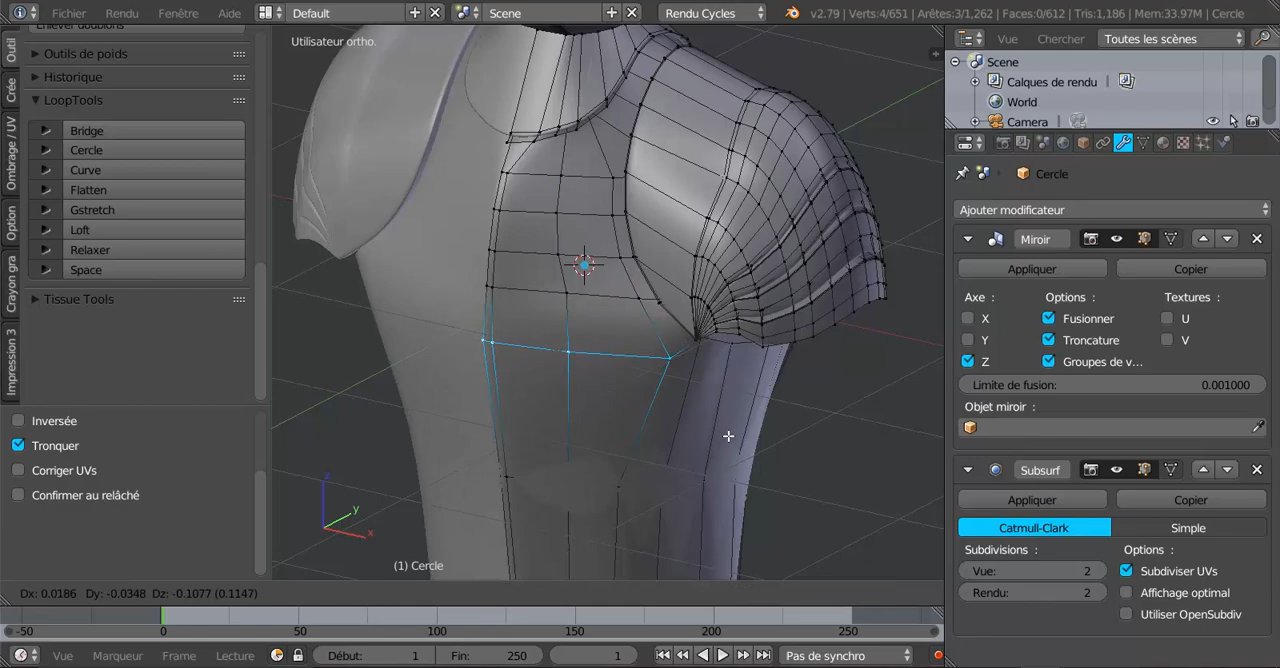 Fichier Rendu Fenêtre Aide Default Scene Rendu Cycles v2.79 | Verts:4/651 | Arêtes:3/1,262 | Faces:0/612 | Tris:1,186 | Mem:33.97M | Cercle
Enlever doublons
Outils de poids
Historique
LoopTools
Bridge
Cercle
Curve
Flatten
Gstretch
Loft
Relaxer
Space
Tissue Tools
Outil
Crée
Ombrage / UV
Option
Crayon gra
Impression 3
Inversée
Tronquer
Corriger UVs
Confirmer au relâché
Utilisateur ortho.
z
y
x
(1) Cercle
Dx: 0.0186 Dy: -0.0348 Dz: -0.1077 (0.1147)
-50 0 50 100 150 200 250
Vue Marqueur Frame Lecture Début: 1 Fin: 250 1 Pas de synchro
Vue Chercher Toutes les scènes
Scene
Calques de rendu
World
Camera
Cercle
Ajouter modificateur
Miroir
Appliquer Copier
Axe : Options : Textures :
X Fusionner U
Y Troncature V
Z Groupes de v...
Limite de fusion: 0.001000
Objet miroir :
Subsurf
Appliquer Copier
Catmull-Clark Simple
Subdivisions : Options :
Vue: 2 Subdiviser UVs
Rendu: 2 Affichage optimal
Utiliser OpenSubdiv